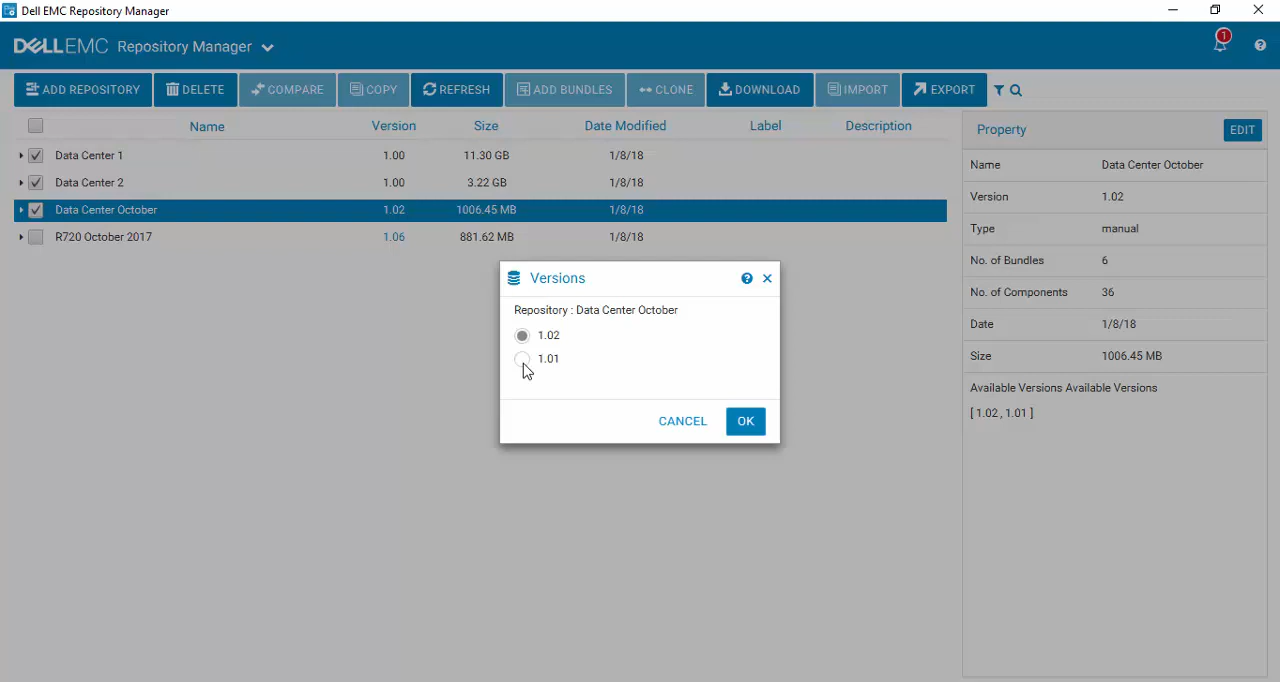 Dell EMC Repository Manager
DELLEMC Repository Manager
1
?
ADD REPOSITORY DELETE COMPARE COPY REFRESH ADD BUNDLES CLONE DOWNLOAD IMPORT EXPORT
Name Version Size Date Modified Label Description
Data Center 1 1.00 11.30 GB 1/8/18
Data Center 2 1.00 3.22 GB 1/8/18
Data Center October 1.02 1006.45 MB 1/8/18
R720 October 2017 1.06 881.62 MB 1/8/18
Versions ?
Repository : Data Center October
1.02
1.01
CANCEL OK
Property EDIT
Name Data Center October
Version 1.02
Type manual
No. of Bundles 6
No. of Components 36
Date 1/8/18
Size 1006.45 MB
Available Versions Available Versions
[ 1.02 , 1.01 ]